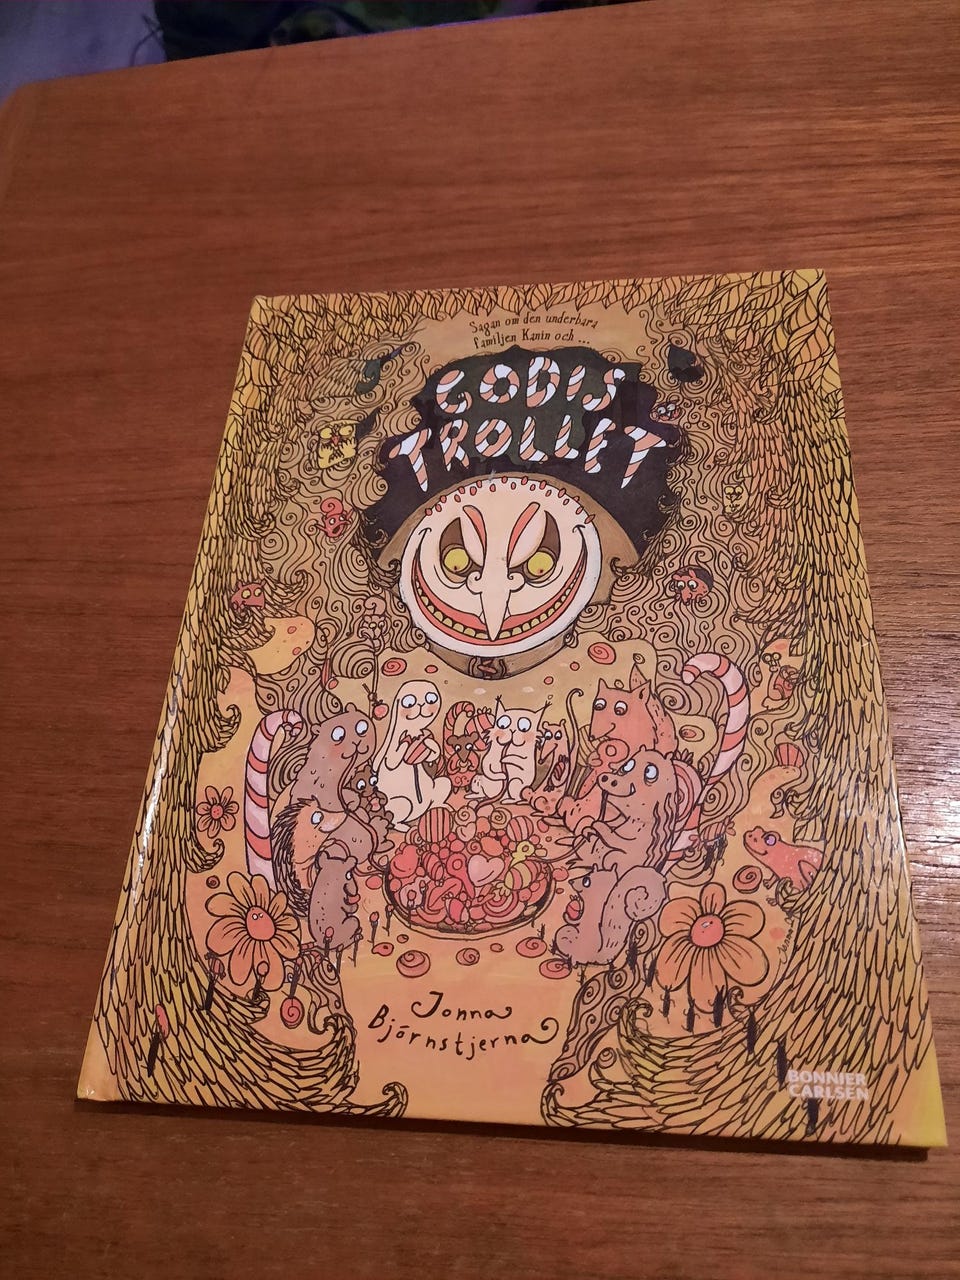 Sagan om den underbara
familjen Kanin och ...
GODIS
TROLLET
Jonna
Björnstjerna
BONNIER
CARLSEN